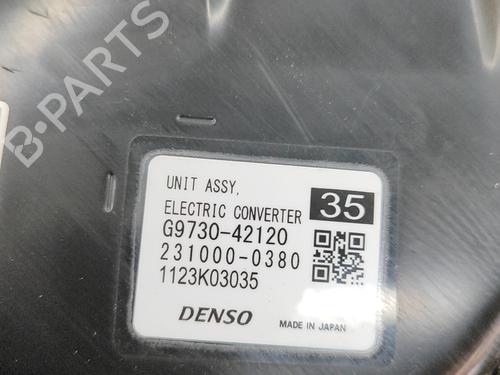 B-PARTS
UNIT ASSY,
ELECTRIC CONVERTER 35
G9730-42120
231000-0380
1123K03035
DENSO MADE IN JAPAN